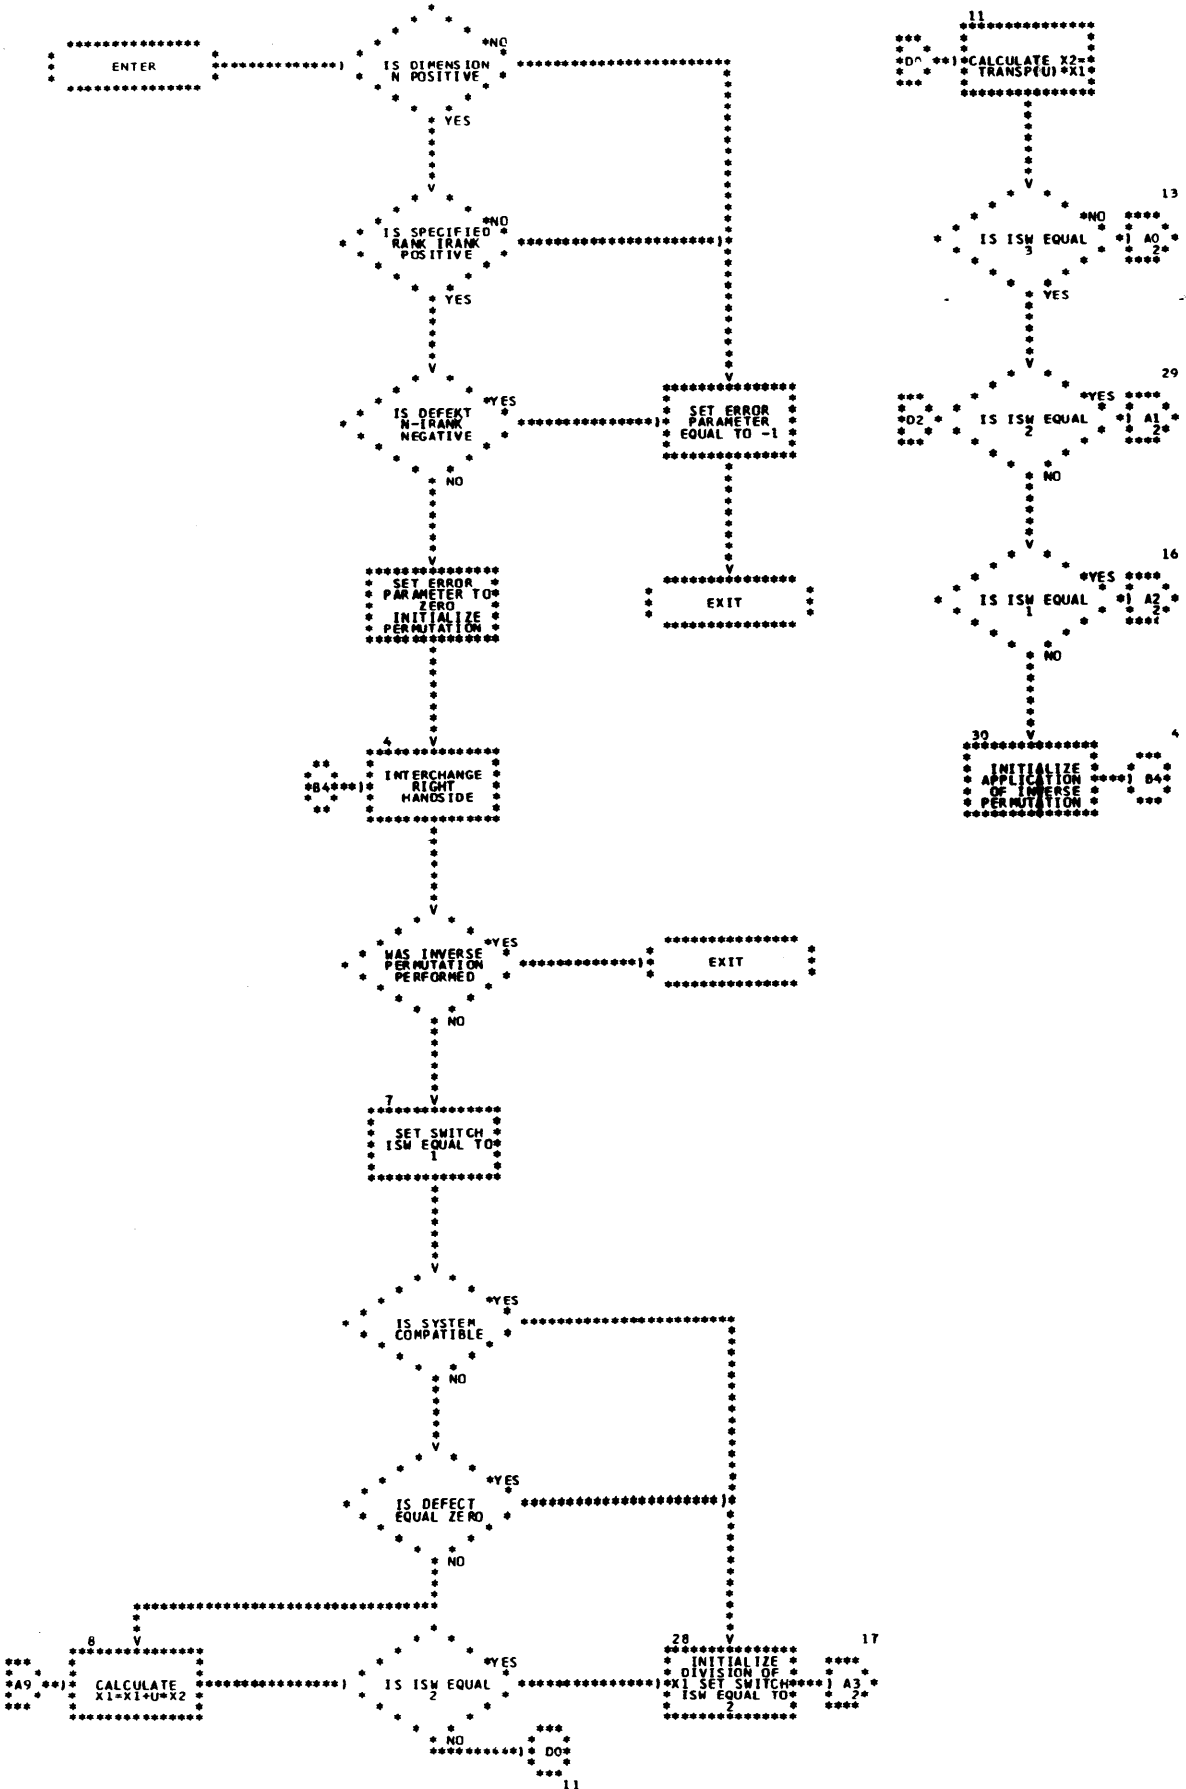 ENTER
IS DIMENSION
N POSITIVE
NO
YES
IS SPECIFIED
RANK IRANK
POSITIVE
NO
YES
IS DEFEKT
N-IRANK
NEGATIVE
YES
NO
SET ERROR
PARAMETER
EQUAL TO -1
EXIT
SET ERROR
PARAMETER TO
ZERO
INITIALIZE
PERMUTATION
4
B4
INTERCHANGE
RIGHT
HANDSIDE
WAS INVERSE
PERMUTATION
PERFORMED
YES
EXIT
NO
7
SET SWITCH
ISW EQUAL TO
1
IS SYSTEM
COMPATIBLE
YES
NO
IS DEFECT
EQUAL ZERO
YES
NO
8
A9
CALCULATE
X1=X1+U*X2
IS ISW EQUAL
2
YES
NO
D0
11
28
INITIALIZE
DIVISION OF
X1 SET SWITCH
ISW EQUAL TO
2
17
A3
2
11
CALCULATE X2=
TRANSP(U)*X1
IS ISW EQUAL
3
NO
13
A0
2
YES
D2
IS ISW EQUAL
2
YES
29
A1
2
NO
IS ISW EQUAL
1
YES
16
A2
2
NO
30
INITIALIZE
APPLICATION
OF INVERSE
PERMUTATION
4
B4